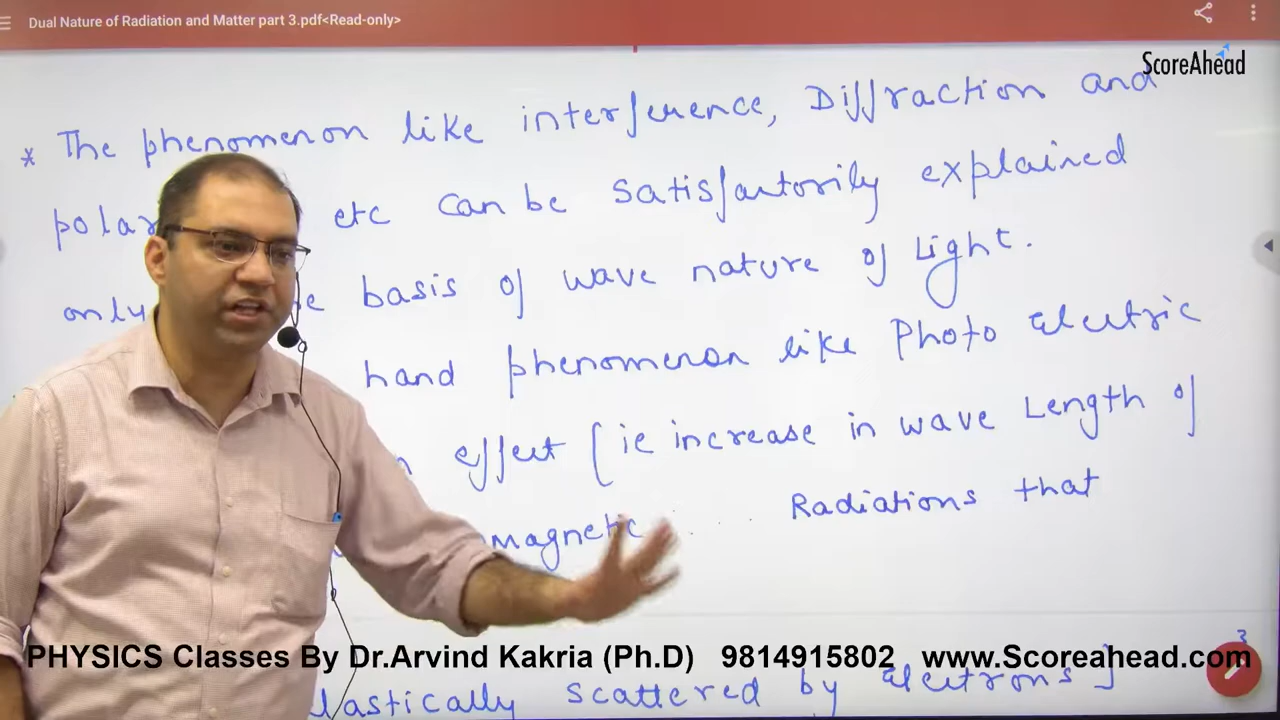 Dual Nature of Radiation and Matter part 3.pdf<Read-only>
ScoreAhead
* The phenomenon like interference, Diffraction and
etc can be satisfactorily explained
only basis of wave nature of Light.
hand phenomenon like Photo Electric
effect [ie increase in wave Length of
magnetic Radiations that
3
PHYSICS Classes By Dr.Arvind Kakria (Ph.D) 9814915802 www.Scoreahead.com
lastically scattered by electrons]